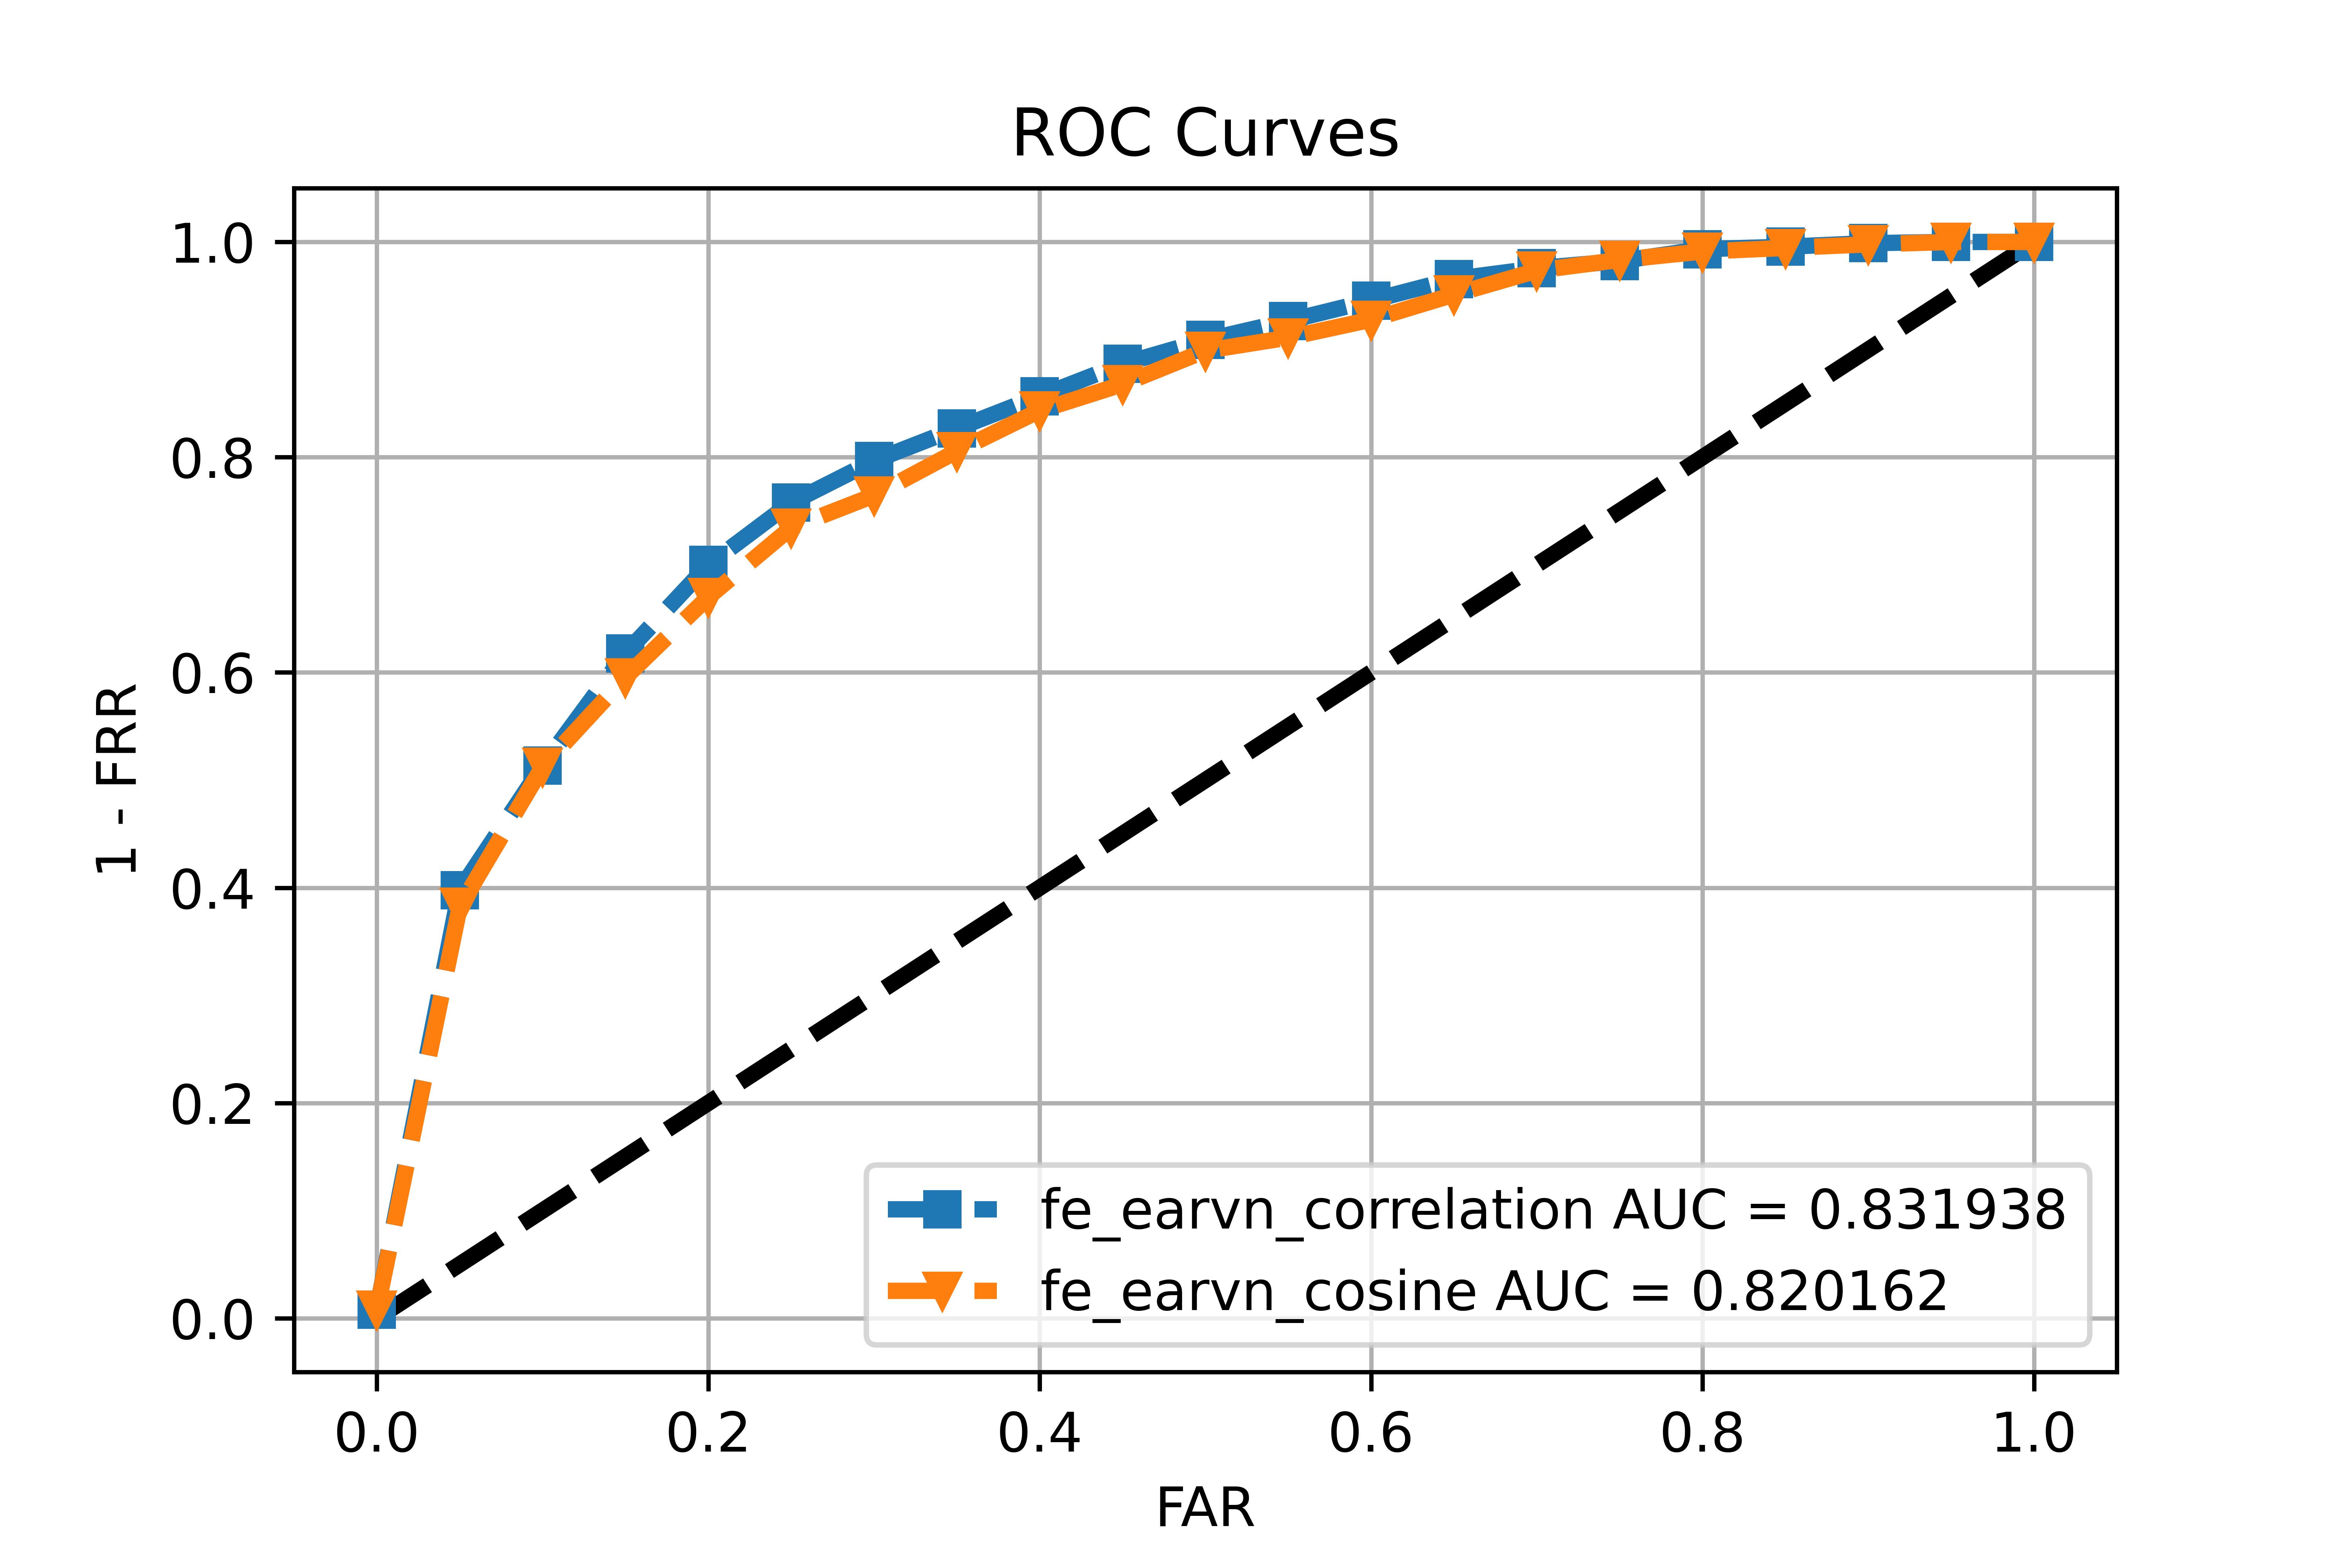 ROC Curves
1.0
0.8
0.6
0.4
0.2
0.0
1 - FRR
fe_earvn_correlation AUC = 0.831938
fe_earvn_cosine AUC = 0.820162
0.0 0.2 0.4 0.6 0.8 1.0
FAR